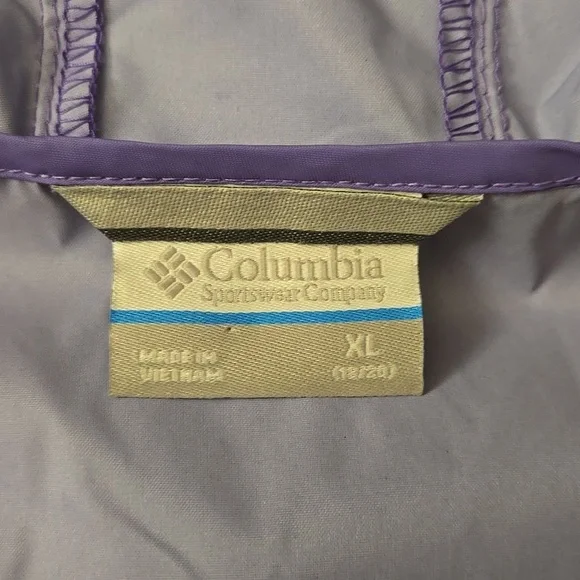 Columbia
Sportswear Company
XL
MADE IN
VIETNAM
(18/20)